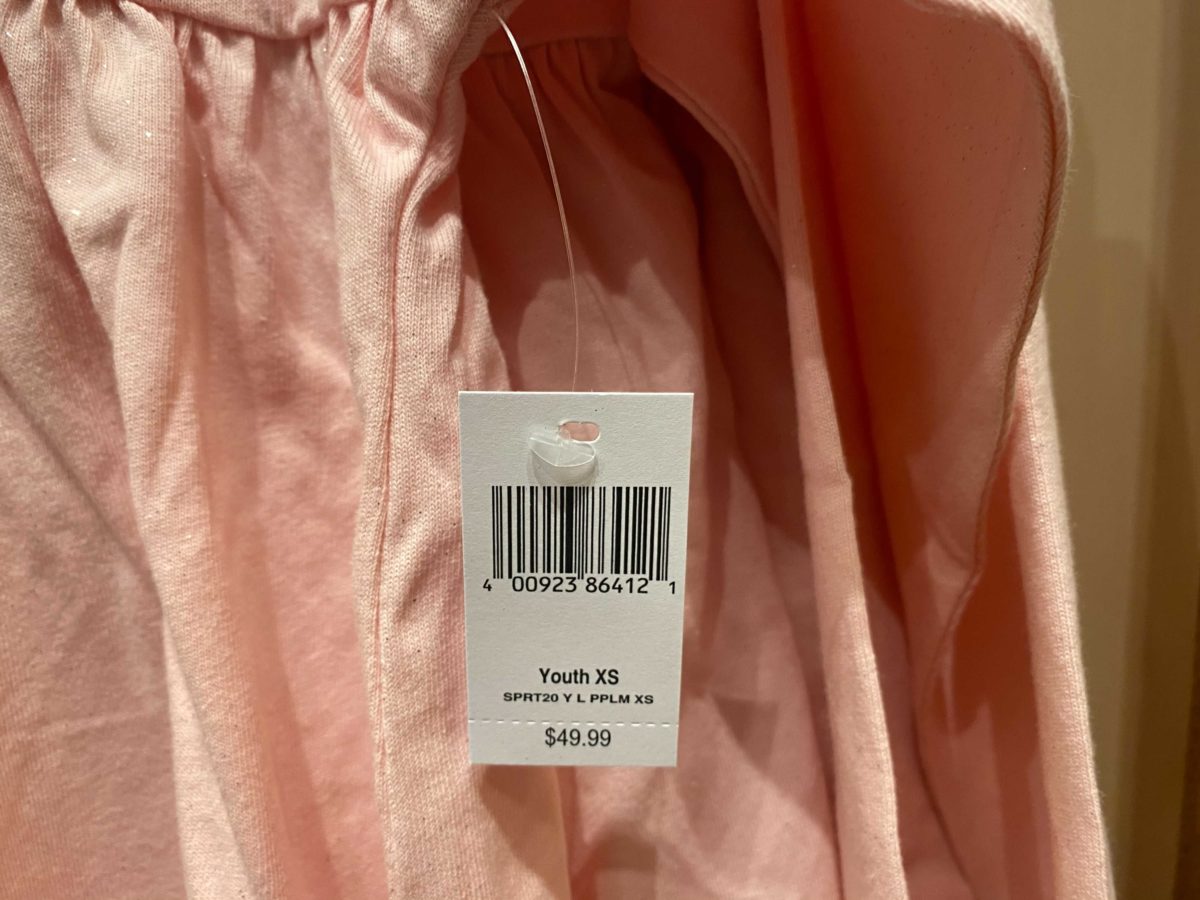 4 00923 86412 1
Youth XS
SPRT20 Y L PPLM XS
$49.99